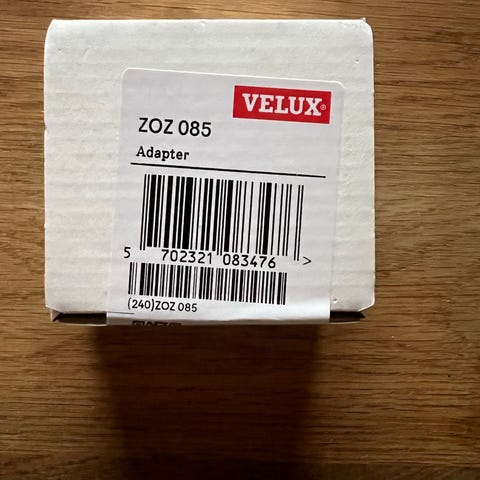 VELUX®
ZOZ 085
Adapter
5 702321 083476 >
(240)ZOZ 085